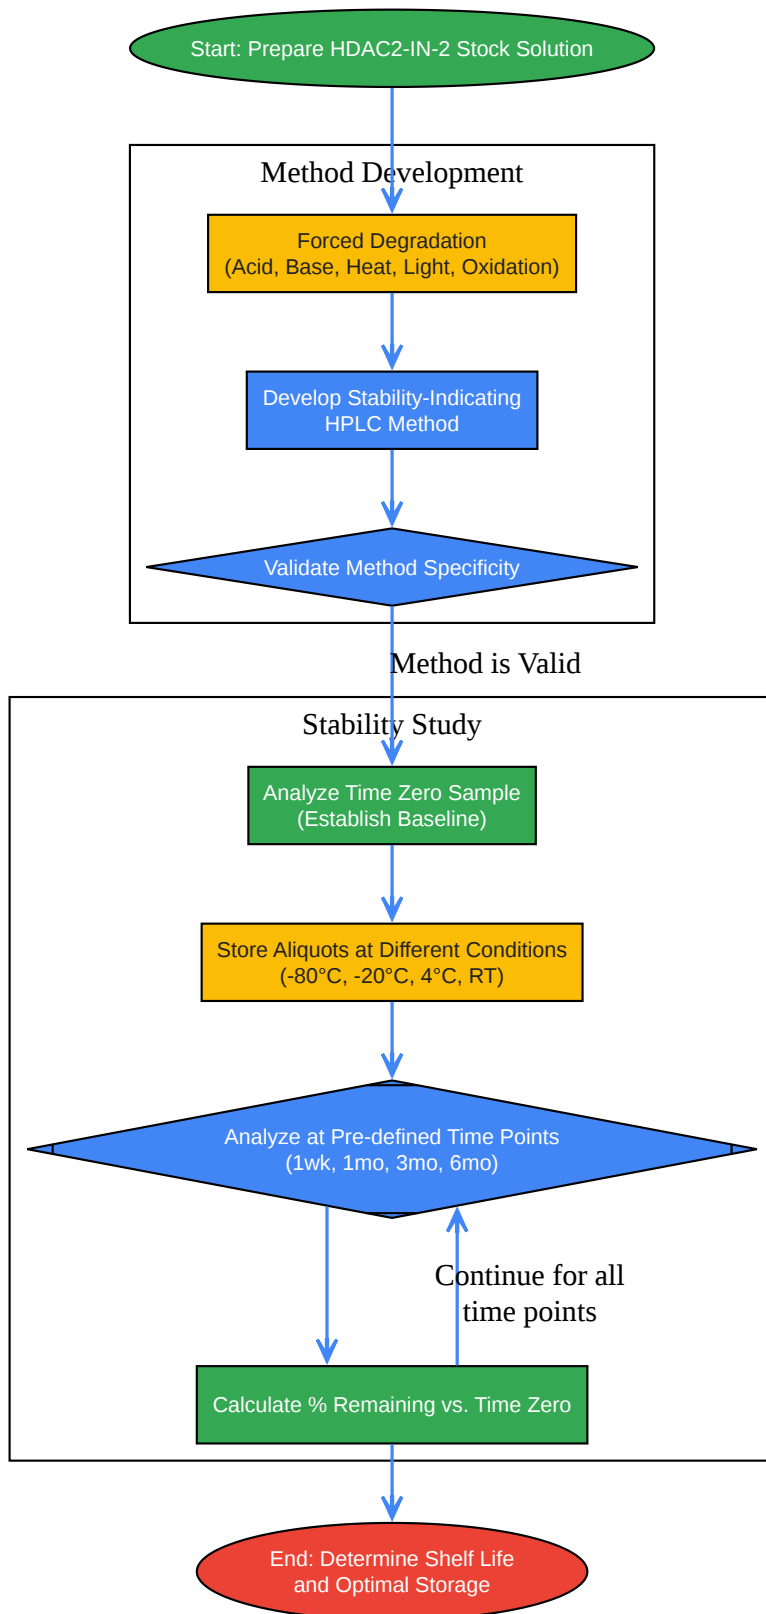 Start: Prepare HDAC2-IN-2 Stock Solution
Method Development
Forced Degradation
(Acid, Base, Heat, Light, Oxidation)
Develop Stability-Indicating
HPLC Method
Validate Method Specificity
Method is Valid
Stability Study
Analyze Time Zero Sample
(Establish Baseline)
Store Aliquots at Different Conditions
(-80°C, -20°C, 4°C, RT)
Analyze at Pre-defined Time Points
(1wk, 1mo, 3mo, 6mo)
Continue for all
time points
Calculate % Remaining vs. Time Zero
End: Determine Shelf Life
and Optimal Storage